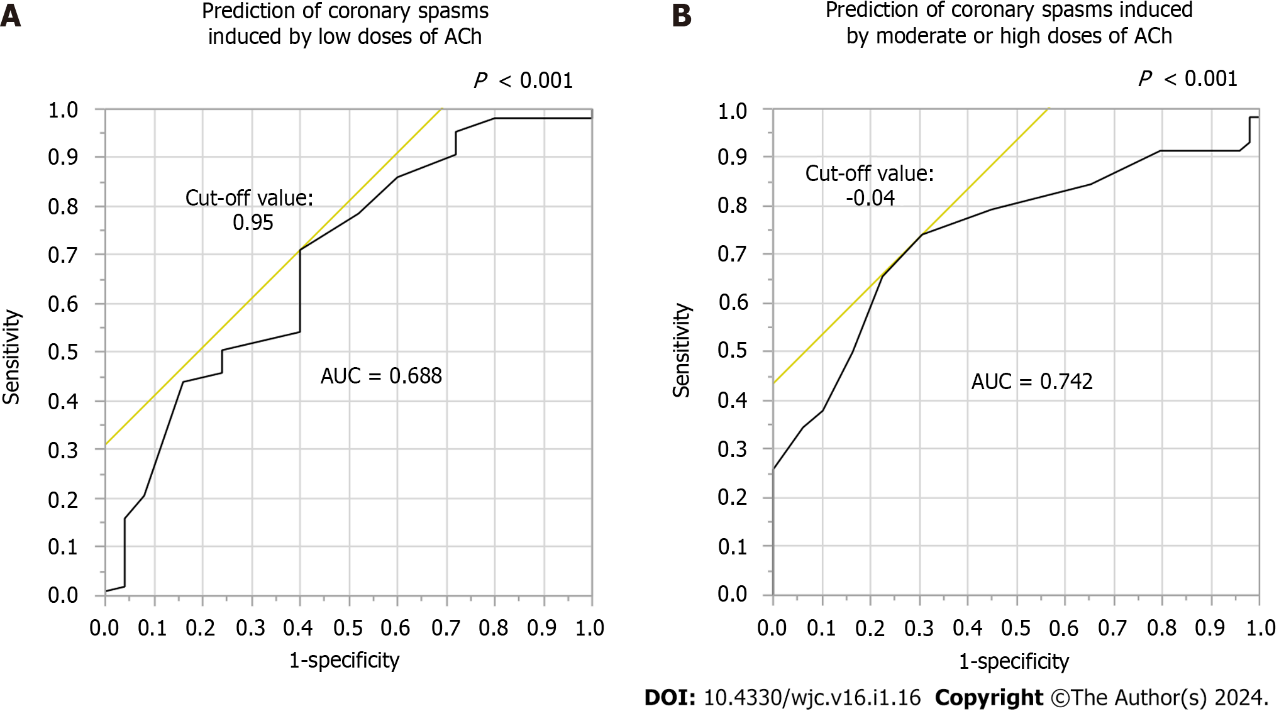 A
Prediction of coronary spasms
induced by low doses of ACh
P < 0.001
1.0
0.9
0.8
0.7
0.6
0.5
0.4
0.3
0.2
0.1
0.0
Sensitivity
Cut-off value:
0.95
AUC = 0.688
0.0 0.1 0.2 0.3 0.4 0.5 0.6 0.7 0.8 0.9 1.0
1-specificity
B
Prediction of coronary spasms induced
by moderate or high doses of ACh
P < 0.001
1.0
0.9
0.8
0.7
0.6
0.5
0.4
0.3
0.2
0.1
0.0
Sensitivity
Cut-off value:
-0.04
AUC = 0.742
0.0 0.1 0.2 0.3 0.4 0.5 0.6 0.7 0.8 0.9 1.0
1-specificity
DOI: 10.4330/wjc.v16.i1.16 Copyright ©The Author(s) 2024.